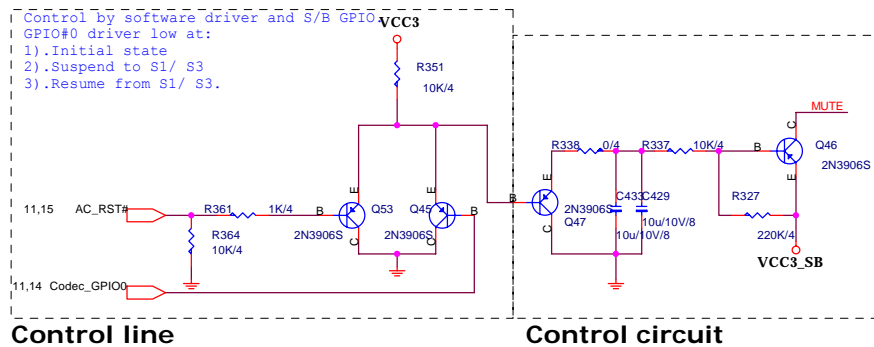 Control by software driver and S/B GPIO.
GPIO#0 driver low at:
1).Initial state
2).Suspend to S1/ S3
3).Resume from S1/ S3.
VCC3
R351
10K/4
11,15 AC_RST#
R361 1K/4
R364
10K/4
B E C
Q53
2N3906S
Q45
2N3906S
E C B
11,14 Codec_GPIO0
B E C
2N3906S
Q47
R338 0/4
R337 10K/4
C433
10u/10V/8
C429
10u/10V/8
MUTE
B C E
Q46
2N3906S
R327
220K/4
VCC3_SB
Control line
Control circuit